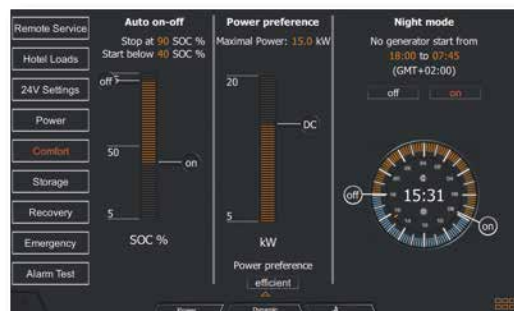 Remote Service
Hotel Loads
24V Settings
Power
Comfort
Storage
Recovery
Emergency
Alarm Test
Auto on-off
Stop at 90 SOC %
Start below 40 SOC %
off
50
on
5
SOC %
Power preference
Maximal Power: 15.0 kW
20
DC
5
kW
Power preference
efficient
Night mode
No generator start from
18:00 to 07:45
(GMT+02:00)
off on
off
15:31
on
Dynamic